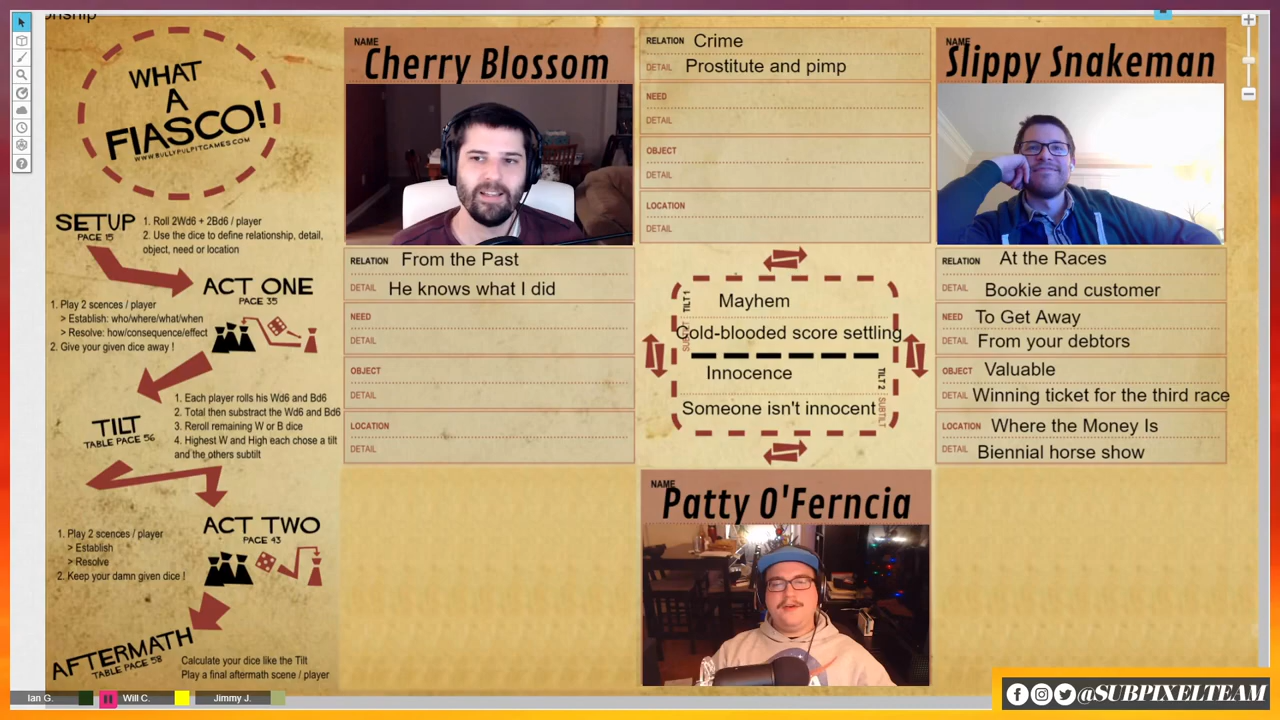 onship
WHAT
A
FIASCO!
WWW.BULLYPULPITGAMES.COM
SETUP
PAGE 15
1. Roll 2Wd6 + 2Bd6 / player
2. Use the dice to define relationship, detail,
object, need or location
ACT ONE
PAGE 35
1. Play 2 scences / player
> Establish: who/where/what/when
> Resolve: how/consequence/effect
2. Give your given dice away !
TILT
TABLE PAGE 56
1. Each player rolls his Wd6 and Bd6
2. Total then substract the Wd6 and Bd6
3. Reroll remaining W or B dice
4. Highest W and High each chose a tilt
and the others subtilt
ACT TWO
PAGE 43
1. Play 2 scences / player
> Establish
> Resolve
2. Keep your damn given dice !
AFTERMATH
TABLE PAGE 58
Calculate your dice like the Tilt
Play a final aftermath scene / player
NAME
Cherry Blossom
RELATION Crime
DETAIL Prostitute and pimp
NEED
DETAIL
OBJECT
DETAIL
LOCATION
DETAIL
NAME
Slippy Snakeman
RELATION From the Past
DETAIL He knows what I did
NEED
DETAIL
OBJECT
DETAIL
LOCATION
DETAIL
TILT 1
Mayhem
SUBTILT
Cold-blooded score settling
TILT 2
Innocence
SUBTILT
Someone isn't innocent
RELATION At the Races
DETAIL Bookie and customer
NEED To Get Away
DETAIL From your debtors
OBJECT Valuable
DETAIL Winning ticket for the third race
LOCATION Where the Money Is
DETAIL Biennial horse show
NAME
Patty O'Ferncia
Ian G.
Will C.
Jimmy J.
@SUBPIXELTEAM